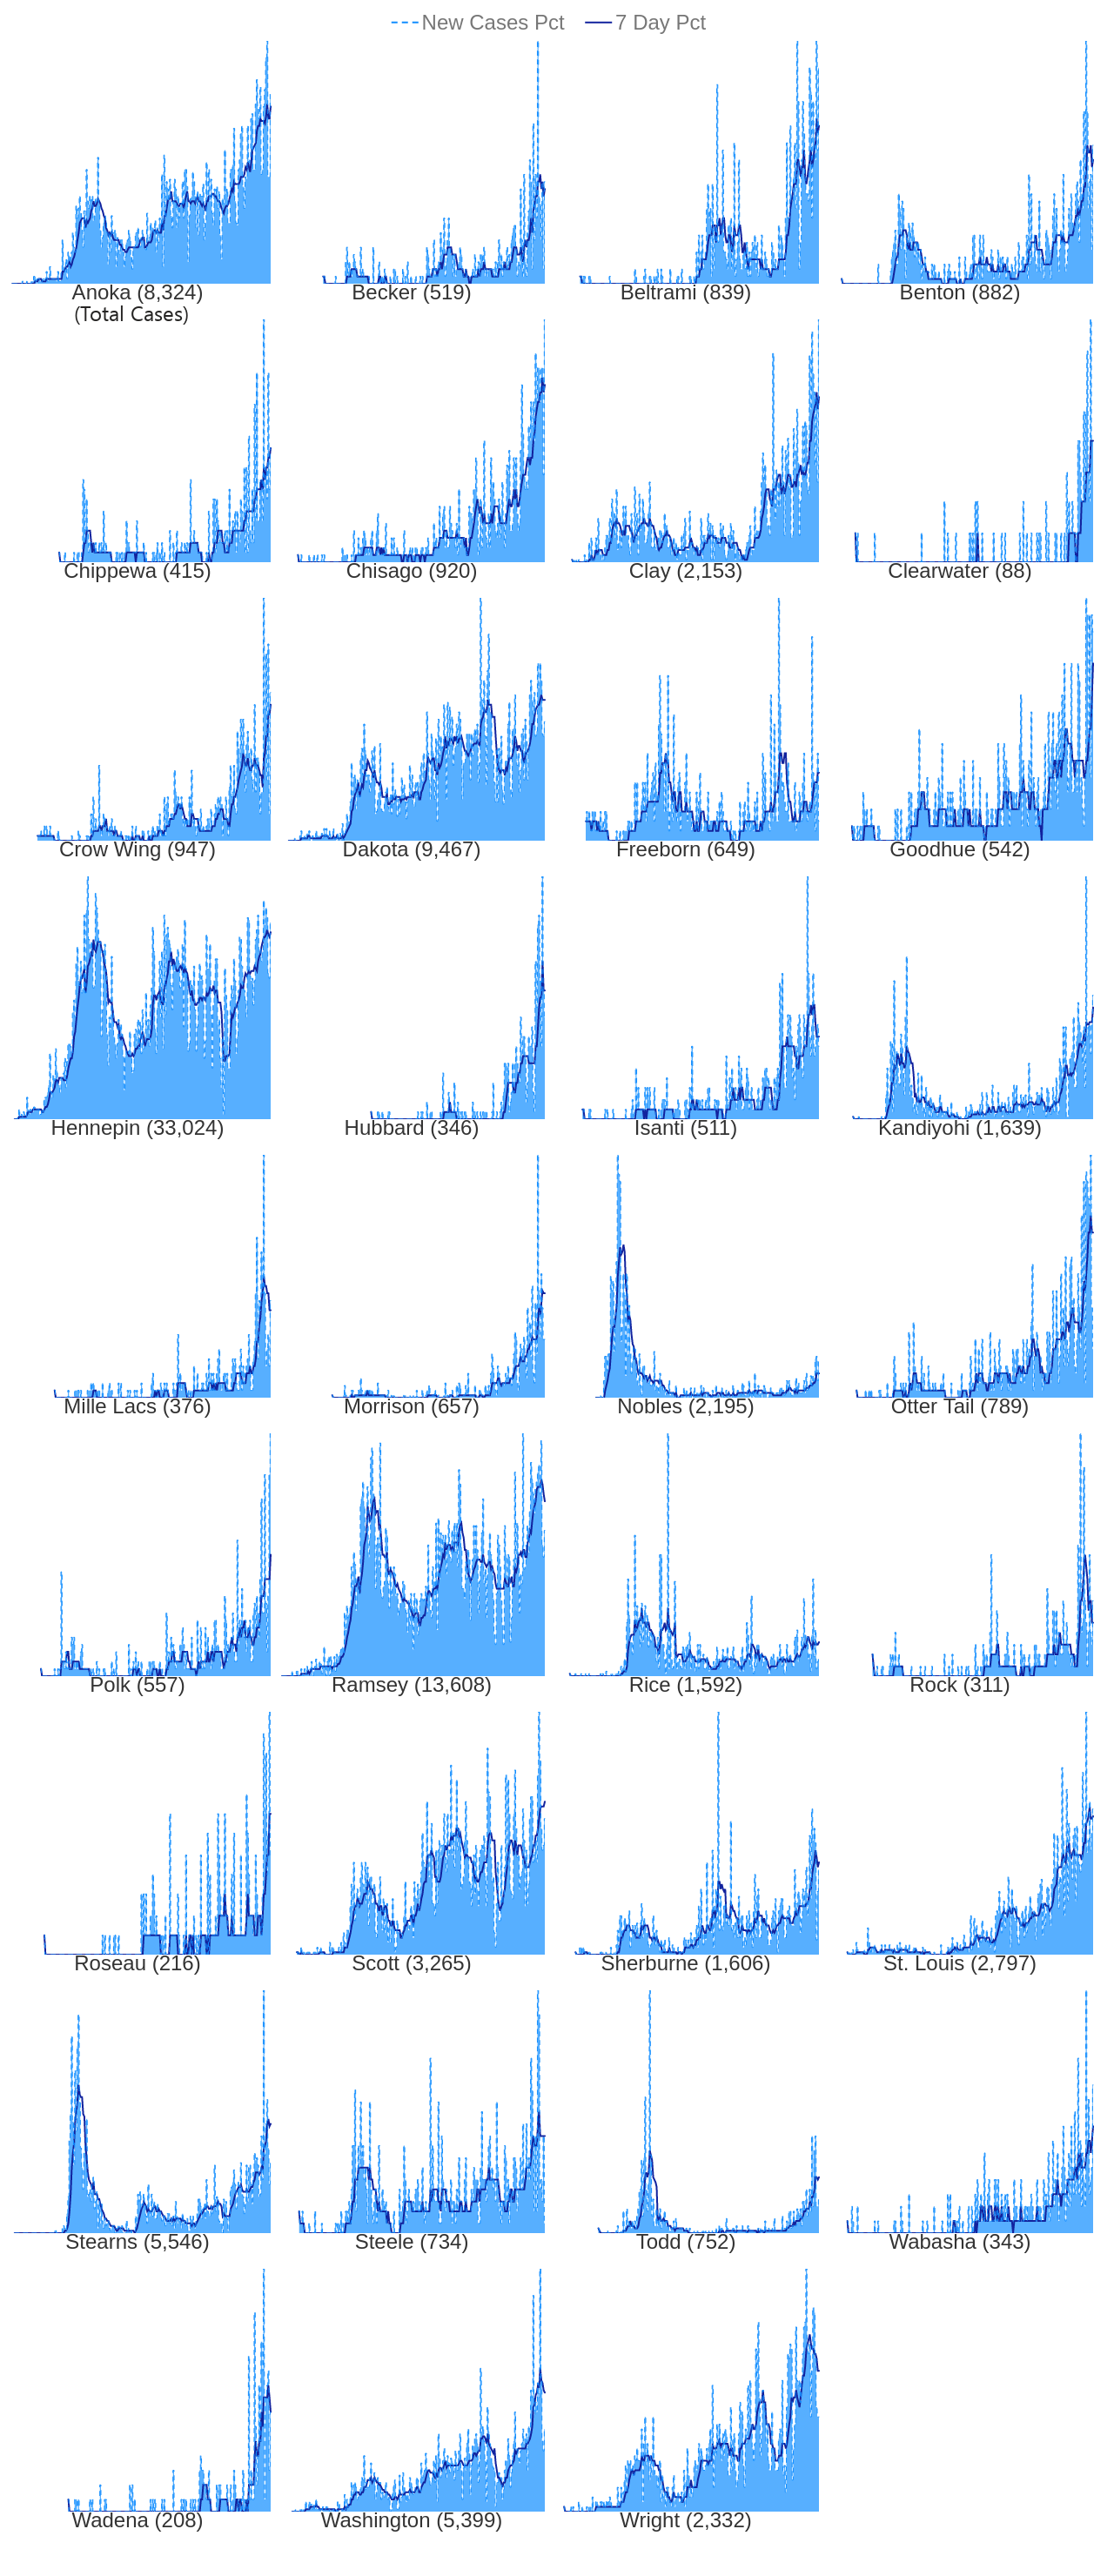 New Cases Pct 7 Day Pct
Anoka (8,324) Becker (519) Beltrami (839) Benton (882)
(Total Cases)
Chippewa (415) Chisago (920) Clay (2,153) Clearwater (88)
Crow Wing (947) Dakota (9,467) Freeborn (649) Goodhue (542)
Hennepin (33,024) Hubbard (346) Isanti (511) Kandiyohi (1,639)
Mille Lacs (376) Morrison (657) Nobles (2,195) Otter Tail (789)
Polk (557) Ramsey (13,608) Rice (1,592) Rock (311)
Roseau (216) Scott (3,265) Sherburne (1,606) St. Louis (2,797)
Stearns (5,546) Steele (734) Todd (752) Wabasha (343)
Wadena (208) Washington (5,399) Wright (2,332)